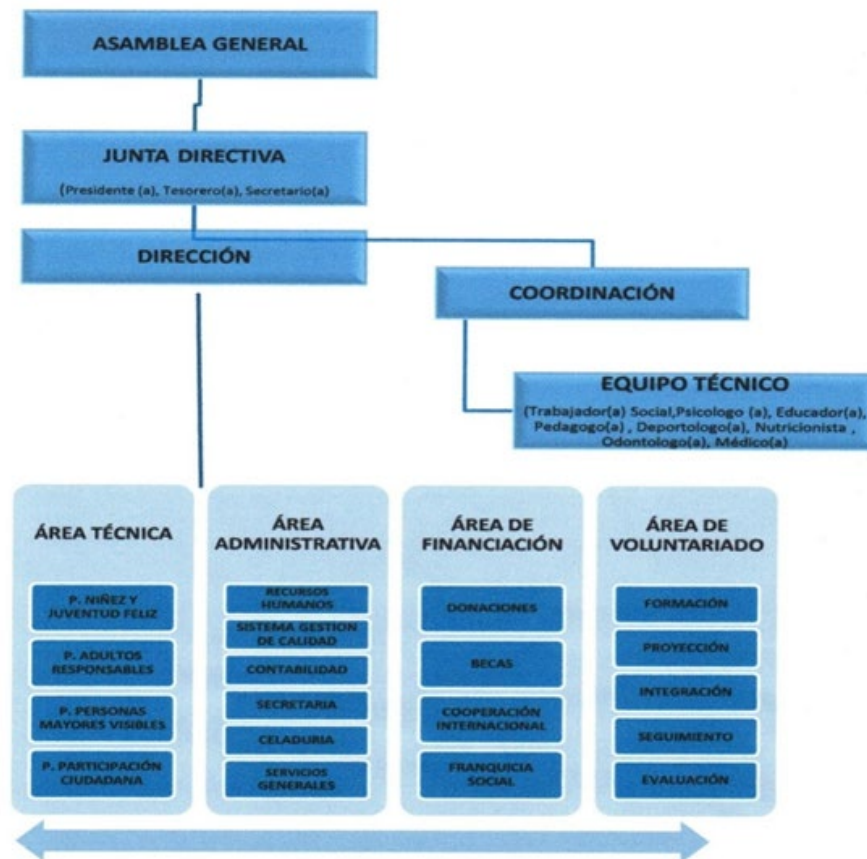 ASAMBLEA GENERAL
JUNTA DIRECTIVA
(Presidente (a), Tesorero(a), Secretario(a)
DIRECCIÓN
COORDINACIÓN
EQUIPO TÉCNICO
(Trabajador(a) Social,Psicologo (a), Educador(a),
Pedagogo(a) , Deportologo(a), Nutricionista ,
Odontologo(a), Médico(a)
ÁREA TÉCNICA
P. NIÑEZ Y
JUVENTUD FELIZ
P. ADULTOS
RESPONSABLES
P. PERSONAS
MAYORES VISIBLES
P. PARTICIPACIÓN
CIUDADANA
ÁREA
ADMINISTRATIVA
RECURSOS
HUMANOS
SISTEMA GESTION
DE CALIDAD
CONTABILIDAD
SECRETARIA
CELADURIA
SERVICIOS
GENERALES
ÁREA DE
FINANCIACIÓN
DONACIONES
BECAS
COOPERACIÓN
INTERNACIONAL
FRANQUICIA
SOCIAL
ÁREA DE
VOLUNTARIADO
FORMACIÓN
PROYECCIÓN
INTEGRACIÓN
SEGUIMIENTO
EVALUACIÓN